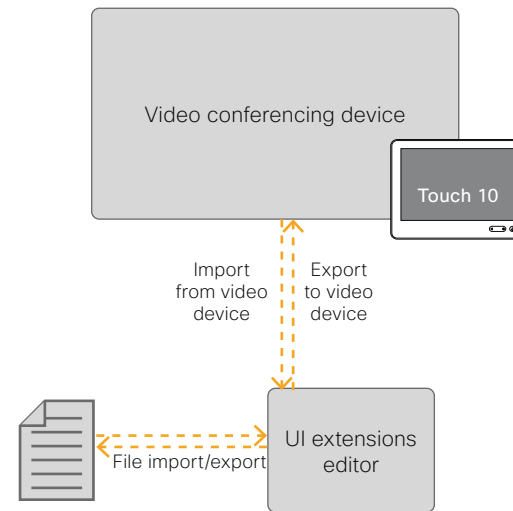 Video conferencing device
Touch 10
Import
from video
device
Export
to video
device
File import/export
UI extensions
editor